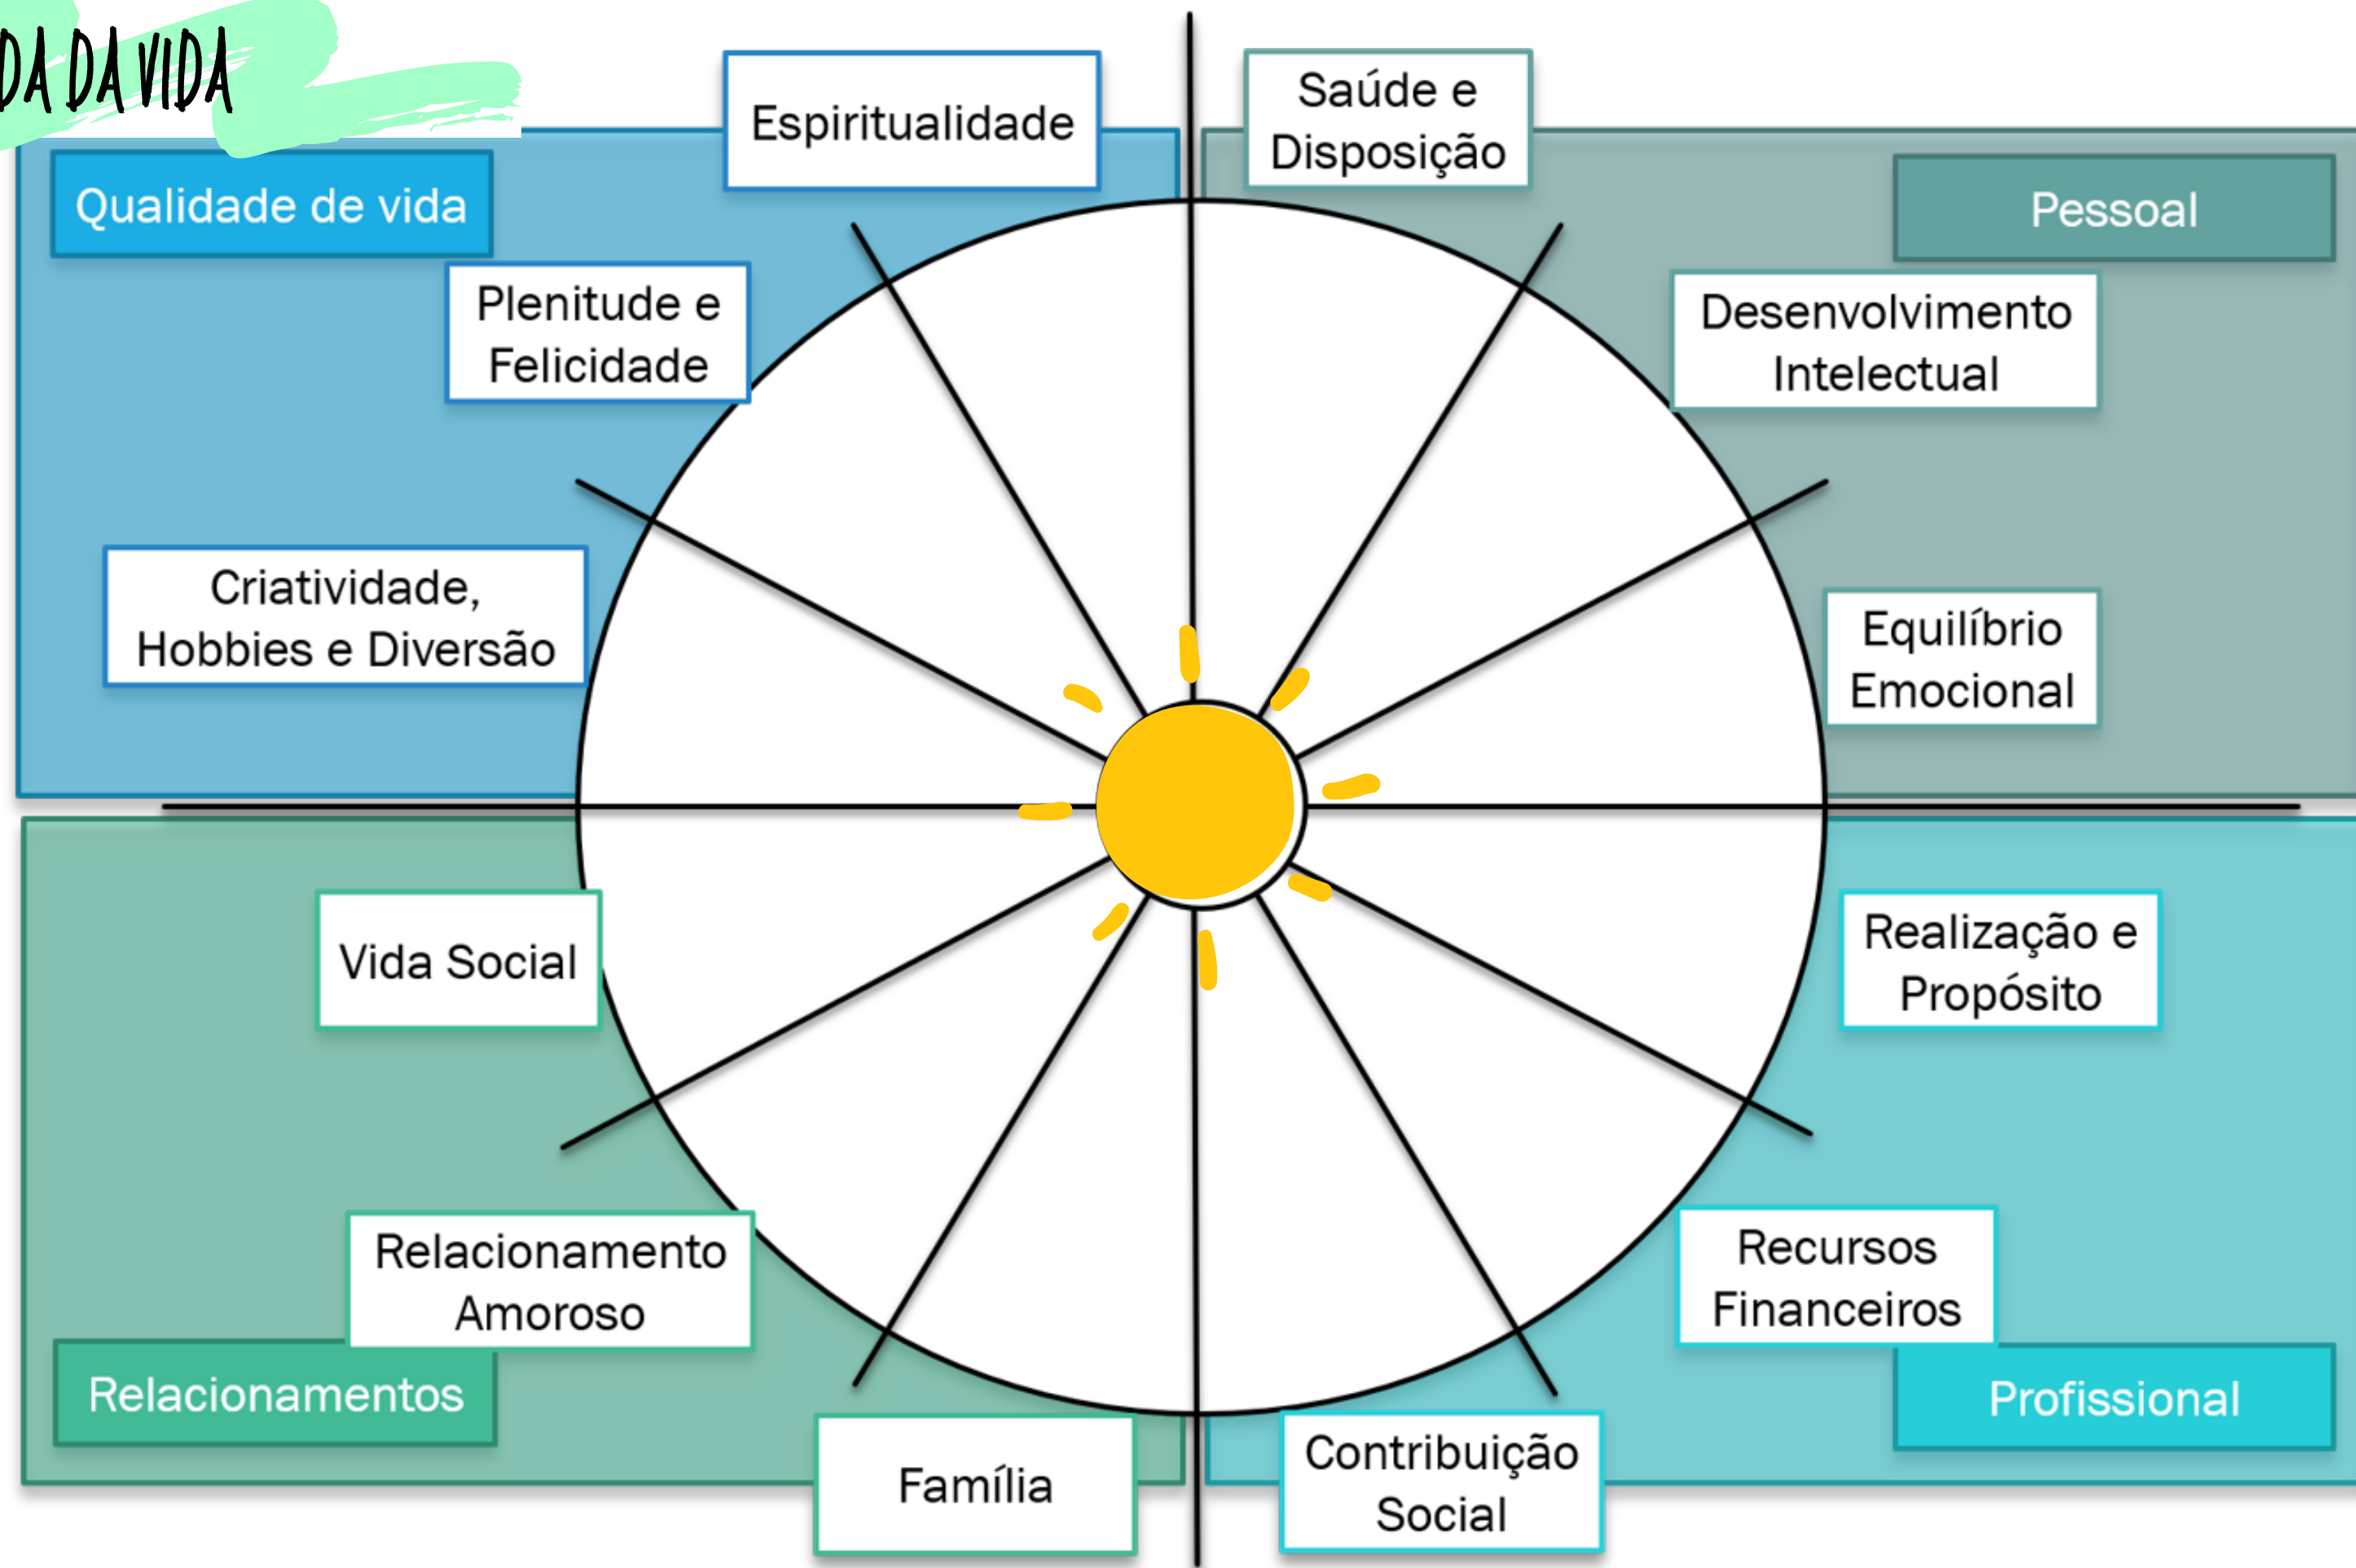 DA DA VIDA
Espiritualidade
Saúde e
Disposição
Qualidade de vida
Pessoal
Plenitude e
Felicidade
Desenvolvimento
Intelectual
Criatividade,
Hobbies e Diversão
Equilíbrio
Emocional
Vida Social
Realização e
Propósito
Relacionamento
Amoroso
Recursos
Financeiros
Relacionamentos
Profissional
Família
Contribuição
Social